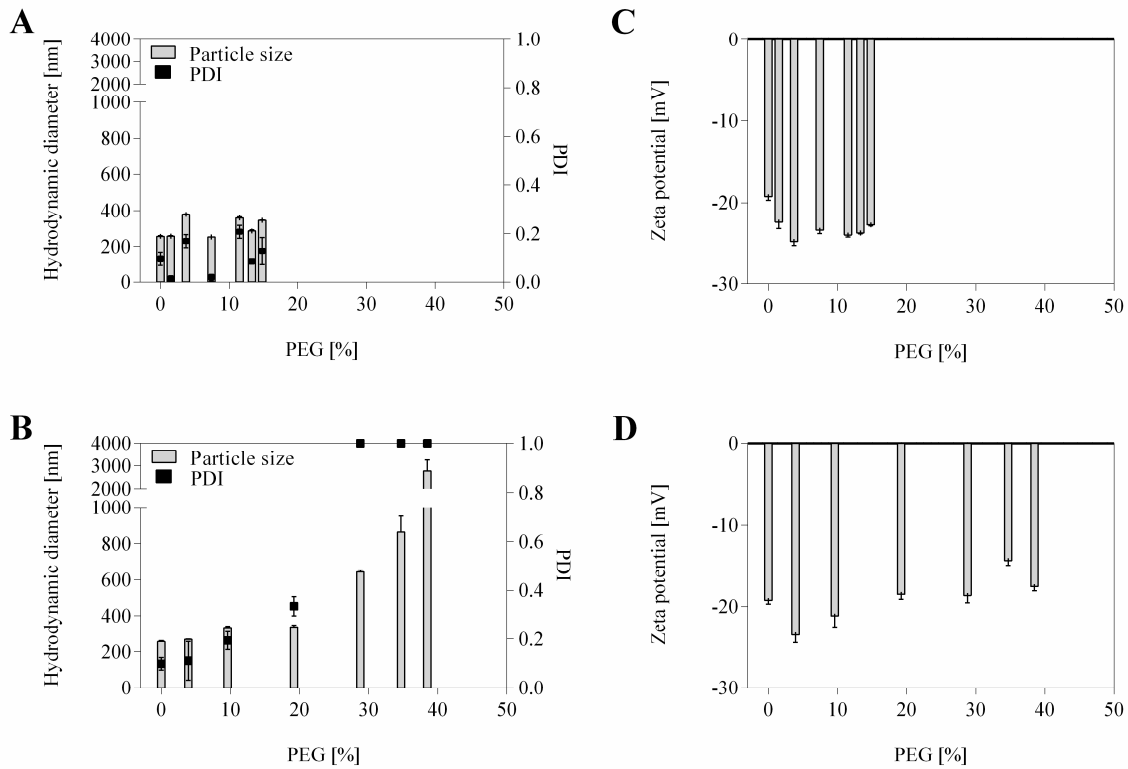 A
Hydrodynamic diameter [nm]
4000
3000
2000
1000
800
600
400
200
0
Particle size
PDI
1.0
0.8
0.6
0.4
0.2
0.0
PDI
0 10 20 30 40 50
PEG [%]
C
Zeta potential [mV]
0
-10
-20
-30
0 10 20 30 40 50
PEG [%]
B
Hydrodynamic diameter [nm]
4000
3000
2000
1000
800
600
400
200
0
Particle size
PDI
1.0
0.8
0.6
0.4
0.2
0.0
PDI
0 10 20 30 40 50
PEG [%]
D
Zeta potential [mV]
0
-10
-20
-30
0 10 20 30 40 50
PEG [%]